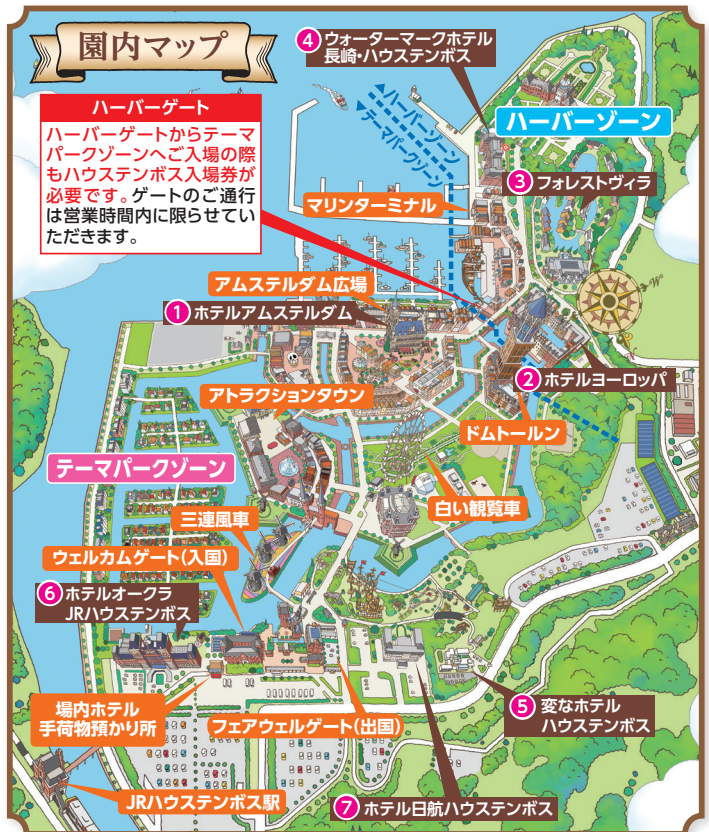 園内マップ
4 ウォーターマークホテル
長崎・ハウステンボス
ハーバーゲート
ハーバーゲートからテーマ
パークゾーンへご入場の際
もハウステンボス入場券が
必要です。ゲートのご通行
は営業時間内に限らせてい
ただきます。
▲ハーバーゾーン
▼テーマパークゾーン
ハーバーゾーン
3 フォレストヴィラ
マリンターミナル
アムステルダム広場
1 ホテルアムステルダム
W
2 ホテルヨーロッパ
アトラクションタウン
ドムトールン
テーマパークゾーン
白い観覧車
三連風車
ウェルカムゲート(入国)
6 ホテルオークラ
JRハウステンボス
場内ホテル
手荷物預かり所
フェアウェルゲート(出国)
5 変なホテル
ハウステンボス
JRハウステンボス駅
7 ホテル日航ハウステンボス